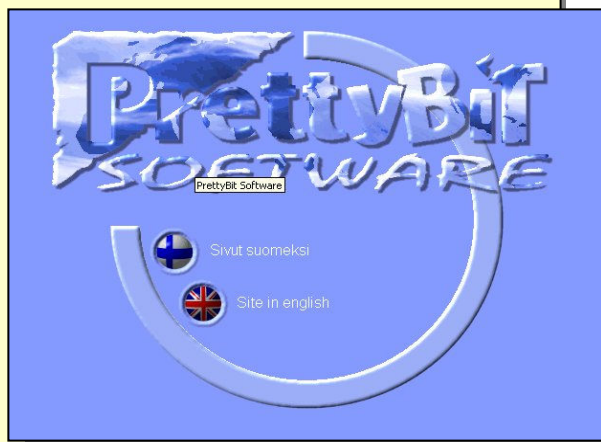 PrettyBit
SOFTWARE
PrettyBit Software
Sivut suomeksi
Site in english